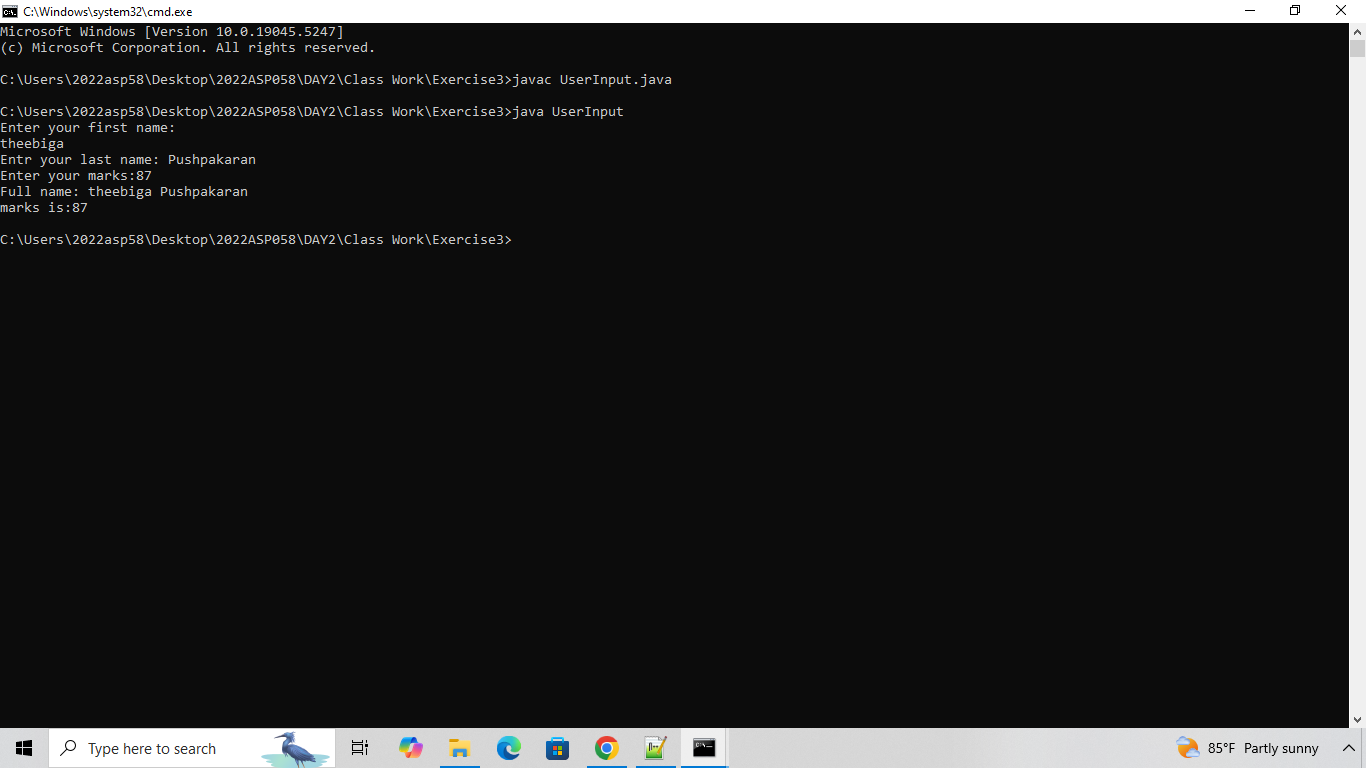 C:\Windows\system32\cmd.exe
Microsoft Windows [Version 10.0.19045.5247]
(c) Microsoft Corporation. All rights reserved.
C:\Users\2022asp58\Desktop\2022ASP058\DAY2\Class Work\Exercise3>javac UserInput.java
C:\Users\2022asp58\Desktop\2022ASP058\DAY2\Class Work\Exercise3>java UserInput
Enter your first name:
theebiga
Entr your last name: Pushpakaran
Enter your marks:87
Full name: theebiga Pushpakaran
marks is:87
C:\Users\2022asp58\Desktop\2022ASP058\DAY2\Class Work\Exercise3>
Type here to search
85°F Partly sunny